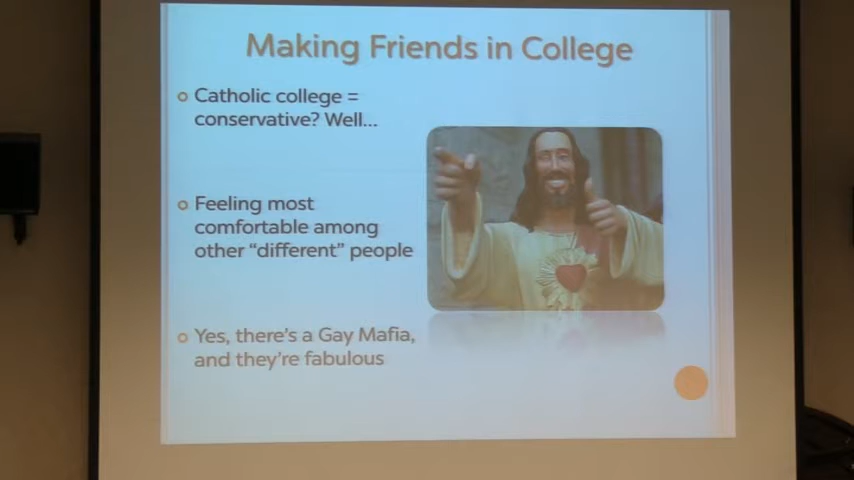 Making Friends in College
Catholic college =
conservative? Well...
Feeling most
comfortable among
other “different” people
Yes, there's a Gay Mafia,
and they're fabulous